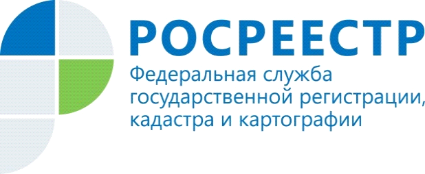 РОСРЕЕСТР
Федеральная служба
государственной регистрации,
кадастра и картографии